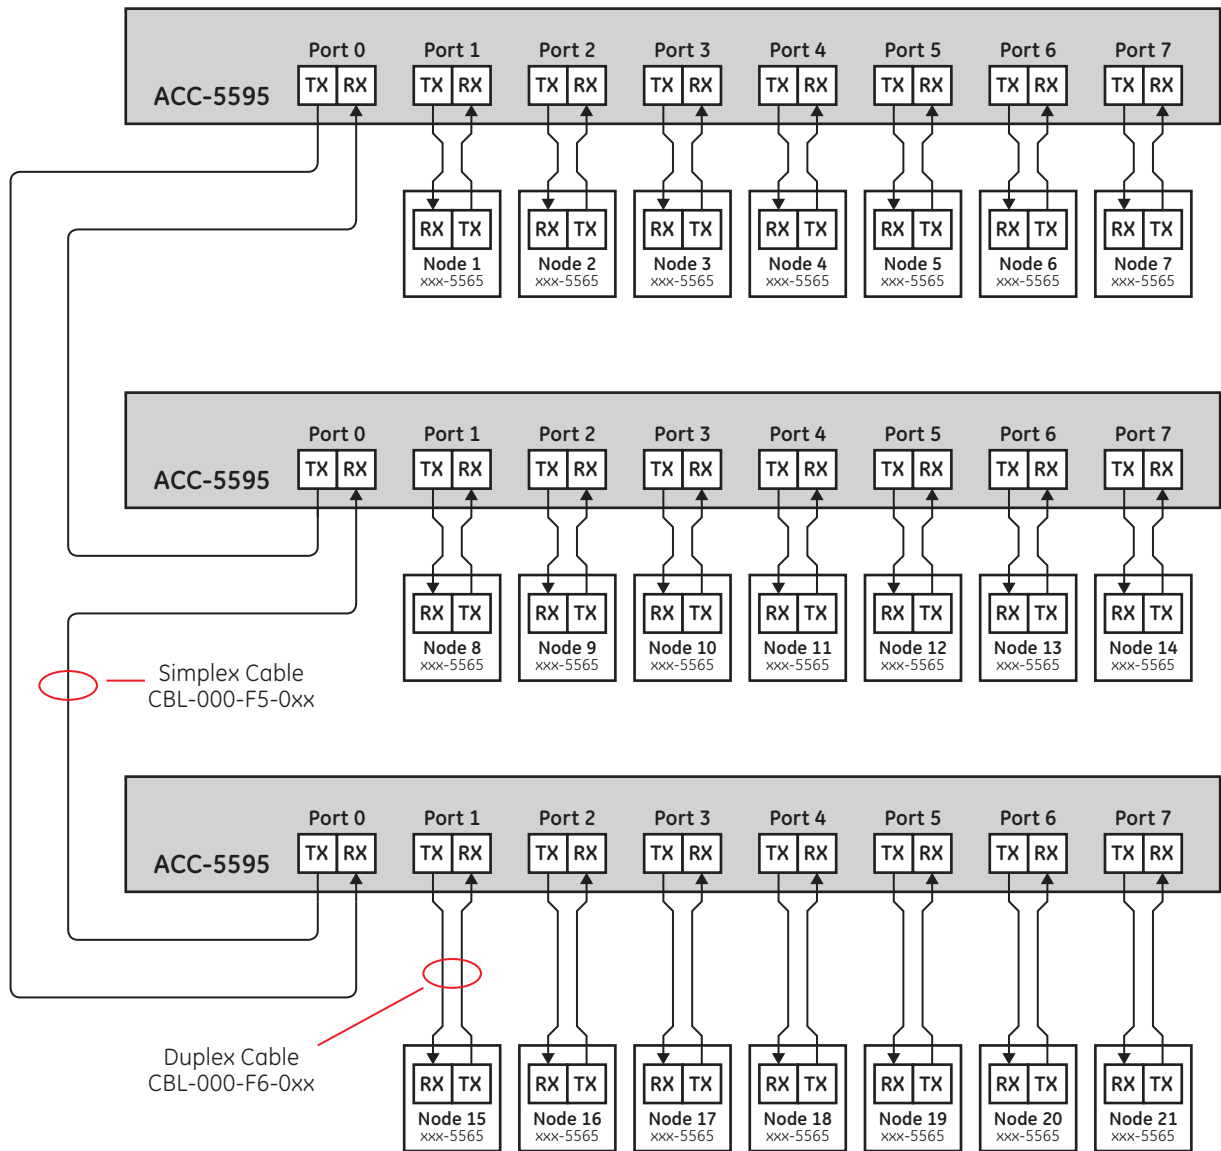 Port 0 Port 1 Port 2 Port 3 Port 4 Port 5 Port 6 Port 7
ACC-5595 TX RX TX RX TX RX TX RX TX RX TX RX TX RX TX RX
RX TX RX TX RX TX RX TX RX TX RX TX RX TX
Node 1 Node 2 Node 3 Node 4 Node 5 Node 6 Node 7
xxx-5565 xxx-5565 xxx-5565 xxx-5565 xxx-5565 xxx-5565 xxx-5565
Port 0 Port 1 Port 2 Port 3 Port 4 Port 5 Port 6 Port 7
ACC-5595 TX RX TX RX TX RX TX RX TX RX TX RX TX RX TX RX
RX TX RX TX RX TX RX TX RX TX RX TX RX TX
Node 8 Node 9 Node 10 Node 11 Node 12 Node 13 Node 14
xxx-5565 xxx-5565 xxx-5565 xxx-5565 xxx-5565 xxx-5565 xxx-5565
Simplex Cable
CBL-000-F5-0xx
Port 0 Port 1 Port 2 Port 3 Port 4 Port 5 Port 6 Port 7
ACC-5595 TX RX TX RX TX RX TX RX TX RX TX RX TX RX TX RX
Duplex Cable
CBL-000-F6-0xx
RX TX RX TX RX TX RX TX RX TX RX TX RX TX
Node 15 Node 16 Node 17 Node 18 Node 19 Node 20 Node 21
xxx-5565 xxx-5565 xxx-5565 xxx-5565 xxx-5565 xxx-5565 xxx-5565